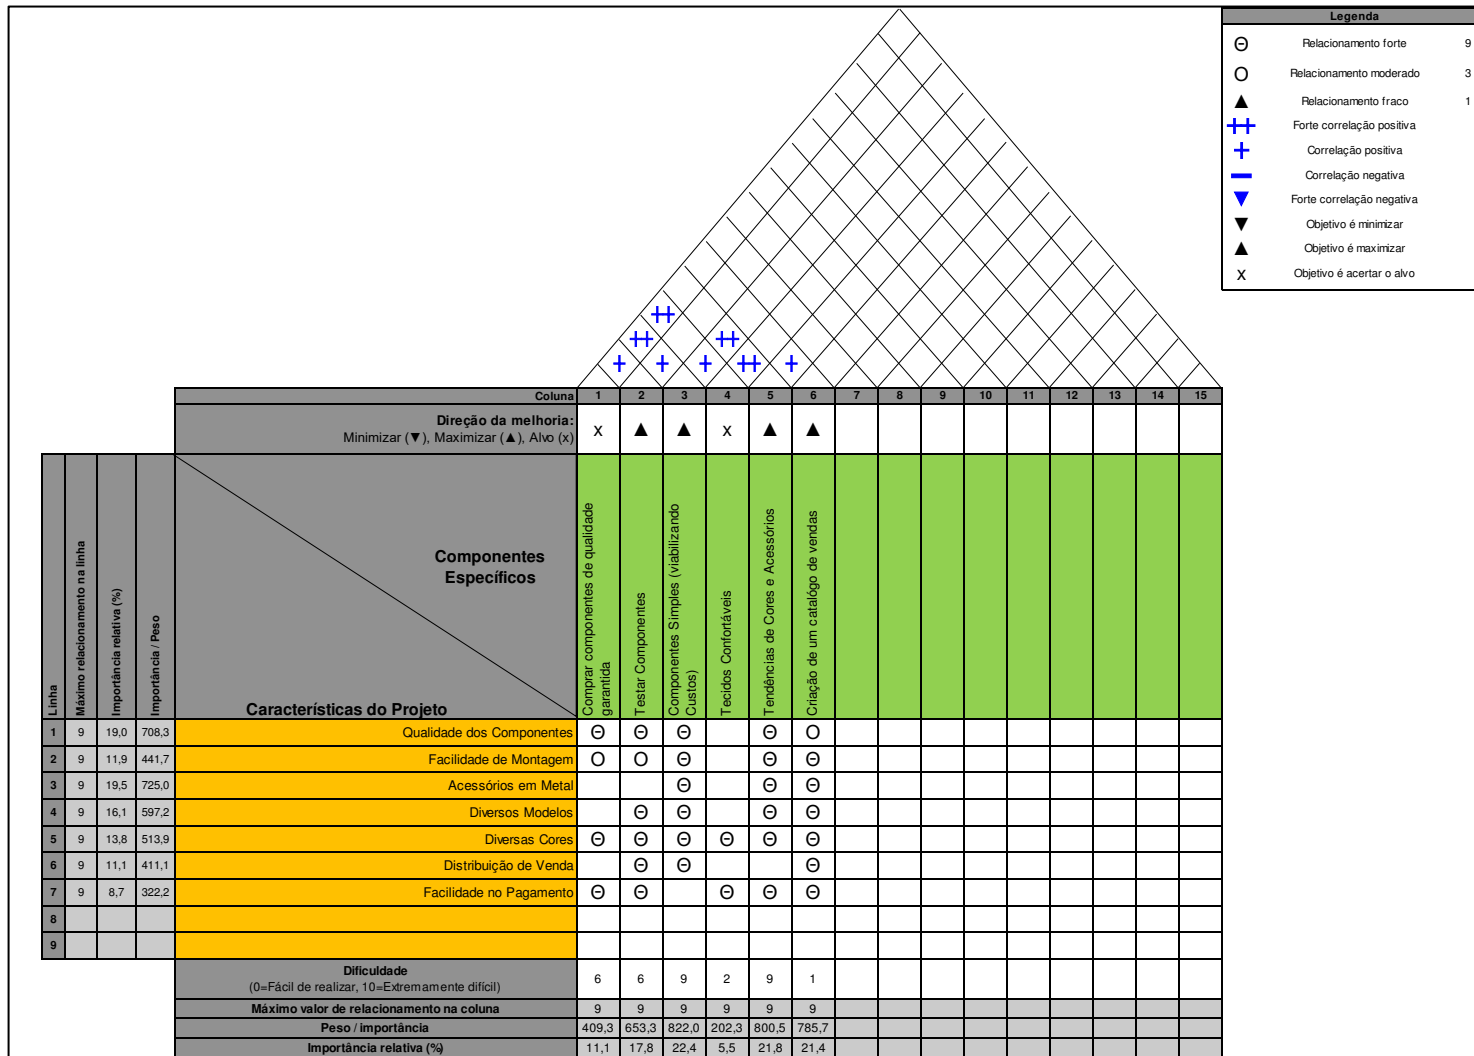 Legenda
Θ Relacionamento forte 9
Ο Relacionamento moderado 3
▲ Relacionamento fraco 1
++ Forte correlação positiva
+ Correlação positiva
− Correlação negativa
▼ Forte correlação negativa
▼ Objetivo é minimizar
▲ Objetivo é maximizar
x Objetivo é acertar o alvo
++
++ ++
+ + + ++ +
Coluna 1 2 3 4 5 6 7 8 9 10 11 12 13 14 15
Direção da melhoria:
Minimizar (▼), Maximizar (▲), Alvo (x)
x ▲ ▲ x ▲ ▲
Linha
Máximo relacionamento na linha
Importância relativa (%)
Importância / Peso
Componentes
Específicos
Características do Projeto
Comprar componentes de qualidade
garantida
Testar Componentes
Componentes Simples (viabilizando
Custos)
Tecidos Confortáveis
Tendências de Cores e Acessórios
Criação de um catalógo de vendas
1 9 19,0 708,3 Qualidade dos Componentes Θ Θ Θ Θ Ο
2 9 11,9 441,7 Facilidade de Montagem Ο Ο Θ Θ Θ
3 9 19,5 725,0 Acessórios em Metal Θ Θ Θ
4 9 16,1 597,2 Diversos Modelos Θ Θ Θ Θ
5 9 13,8 513,9 Diversas Cores Θ Θ Θ Θ Θ Θ
6 9 11,1 411,1 Distribuição de Venda Θ Θ Θ
7 9 8,7 322,2 Facilidade no Pagamento Θ Θ Θ Θ Θ
8
9
Dificuldade
(0=Fácil de realizar, 10=Extremamente difícil)
6 6 9 2 9 1
Máximo valor de relacionamento na coluna 9 9 9 9 9 9
Peso / importância 409,3 653,3 822,0 202,3 800,5 785,7
Importância relativa (%) 11,1 17,8 22,4 5,5 21,8 21,4